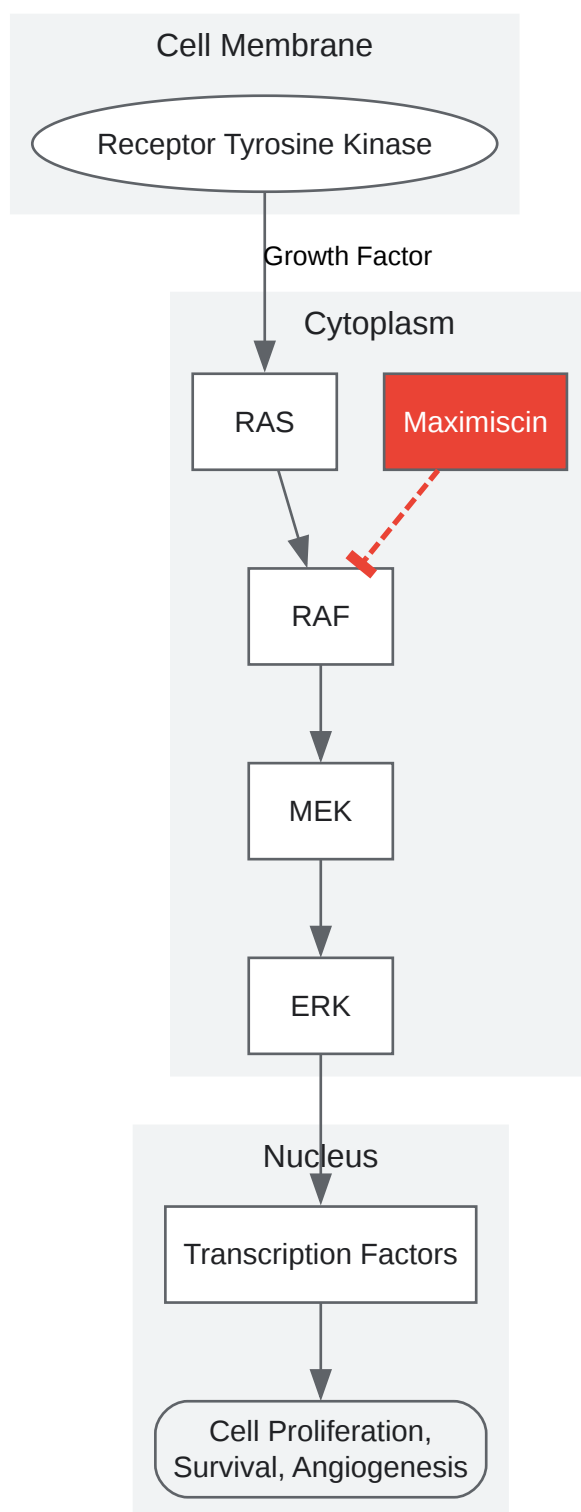 Cell Membrane
Receptor Tyrosine Kinase
Growth Factor
Cytoplasm
RAS
Maximiscin
RAF
MEK
ERK
Nucleus
Transcription Factors
Cell Proliferation,
Survival, Angiogenesis